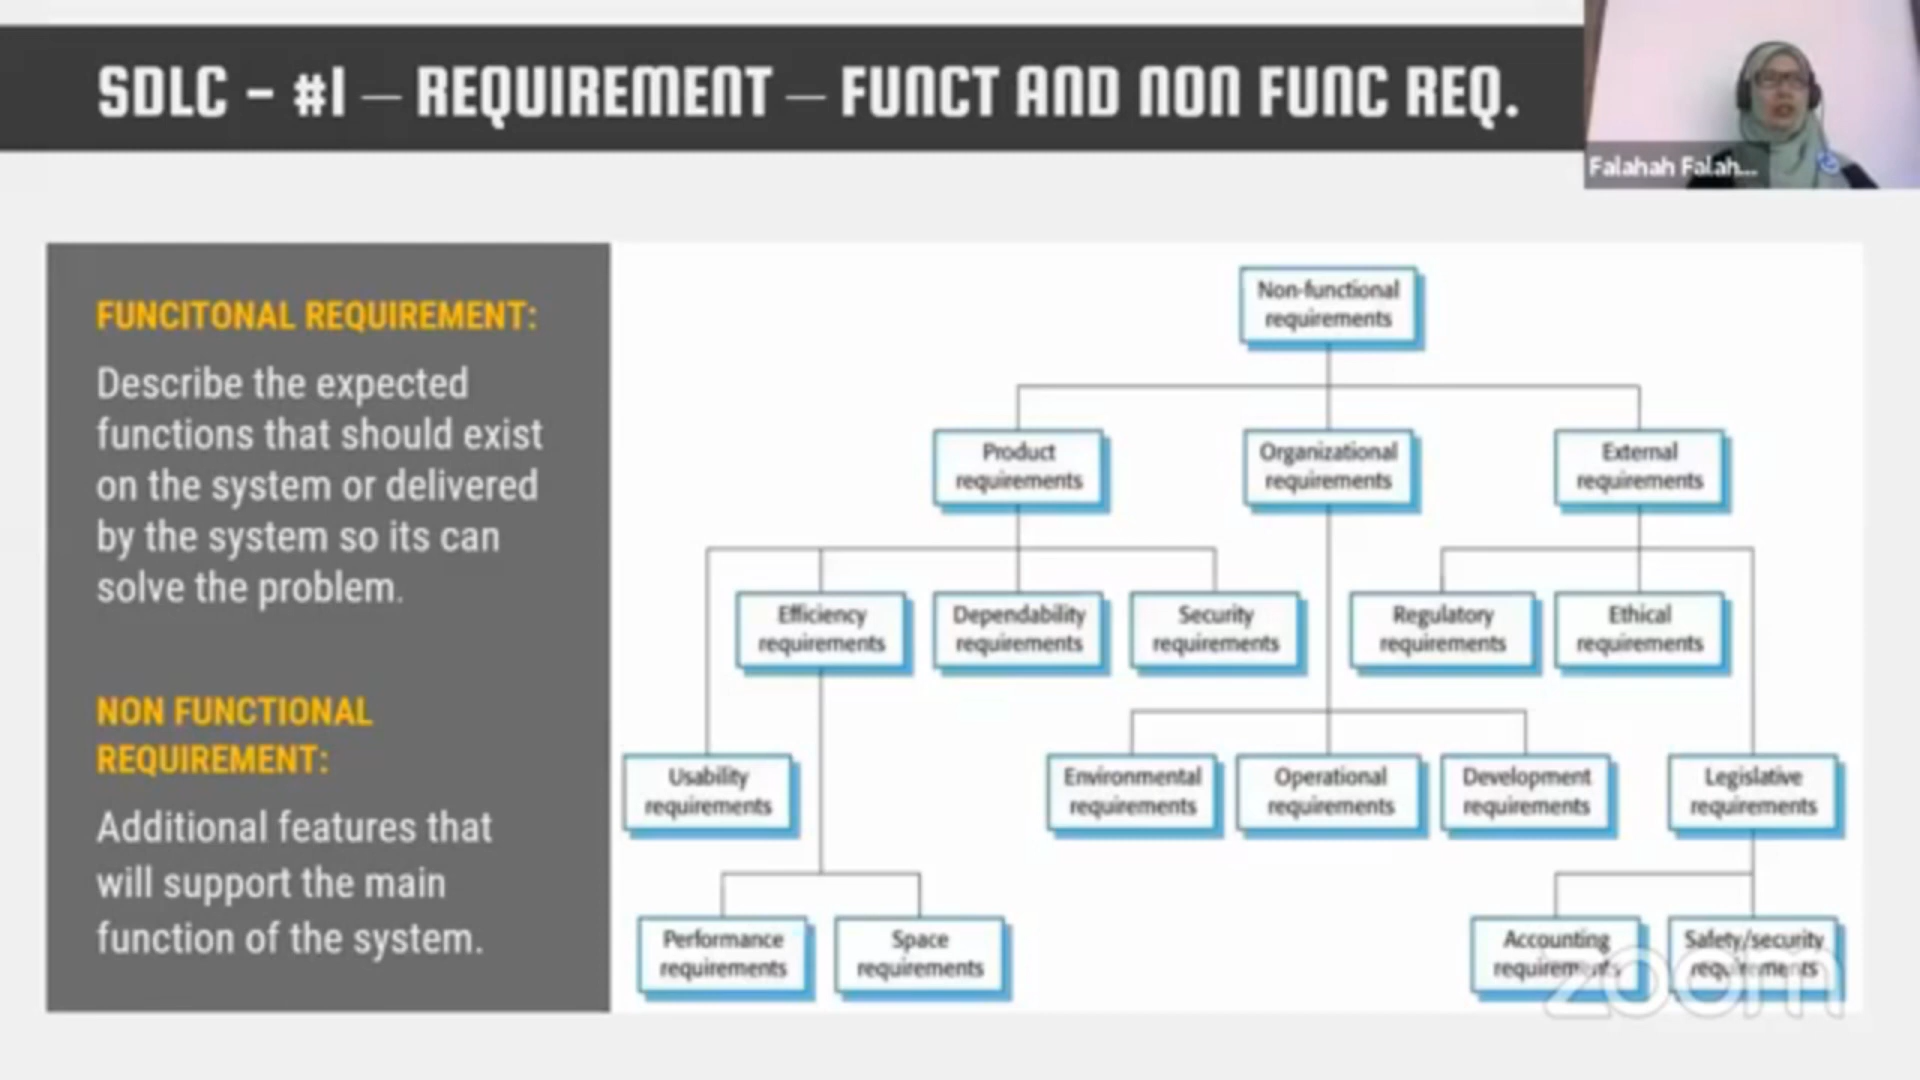 SDLC – #1 – REQUIREMENT – FUNCT AND NON FUNC REQ.
Falahah Falah...
FUNCITONAL REQUIREMENT:
Describe the expected
functions that should exist
on the system or delivered
by the system so its can
solve the problem.
NON FUNCTIONAL
REQUIREMENT:
Additional features that
will support the main
function of the system.
Non-functional
requirements
Product
requirements
Organizational
requirements
External
requirements
Efficiency
requirements
Dependability
requirements
Security
requirements
Regulatory
requirements
Ethical
requirements
Usability
requirements
Environmental
requirements
Operational
requirements
Development
requirements
Legislative
requirements
Performance
requirements
Space
requirements
Accounting
requirements
Safety/security
requirements
zoom